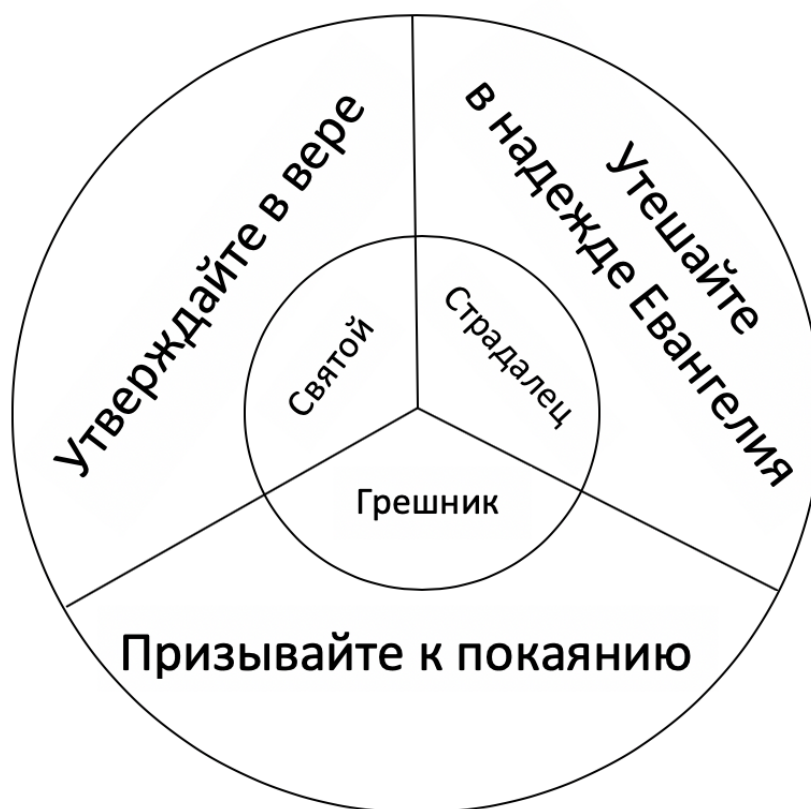 Утверждайте в вере
Утешайте
в надежде Евангелия
Святой
Страдалец
Грешник
Призывайте к покаянию